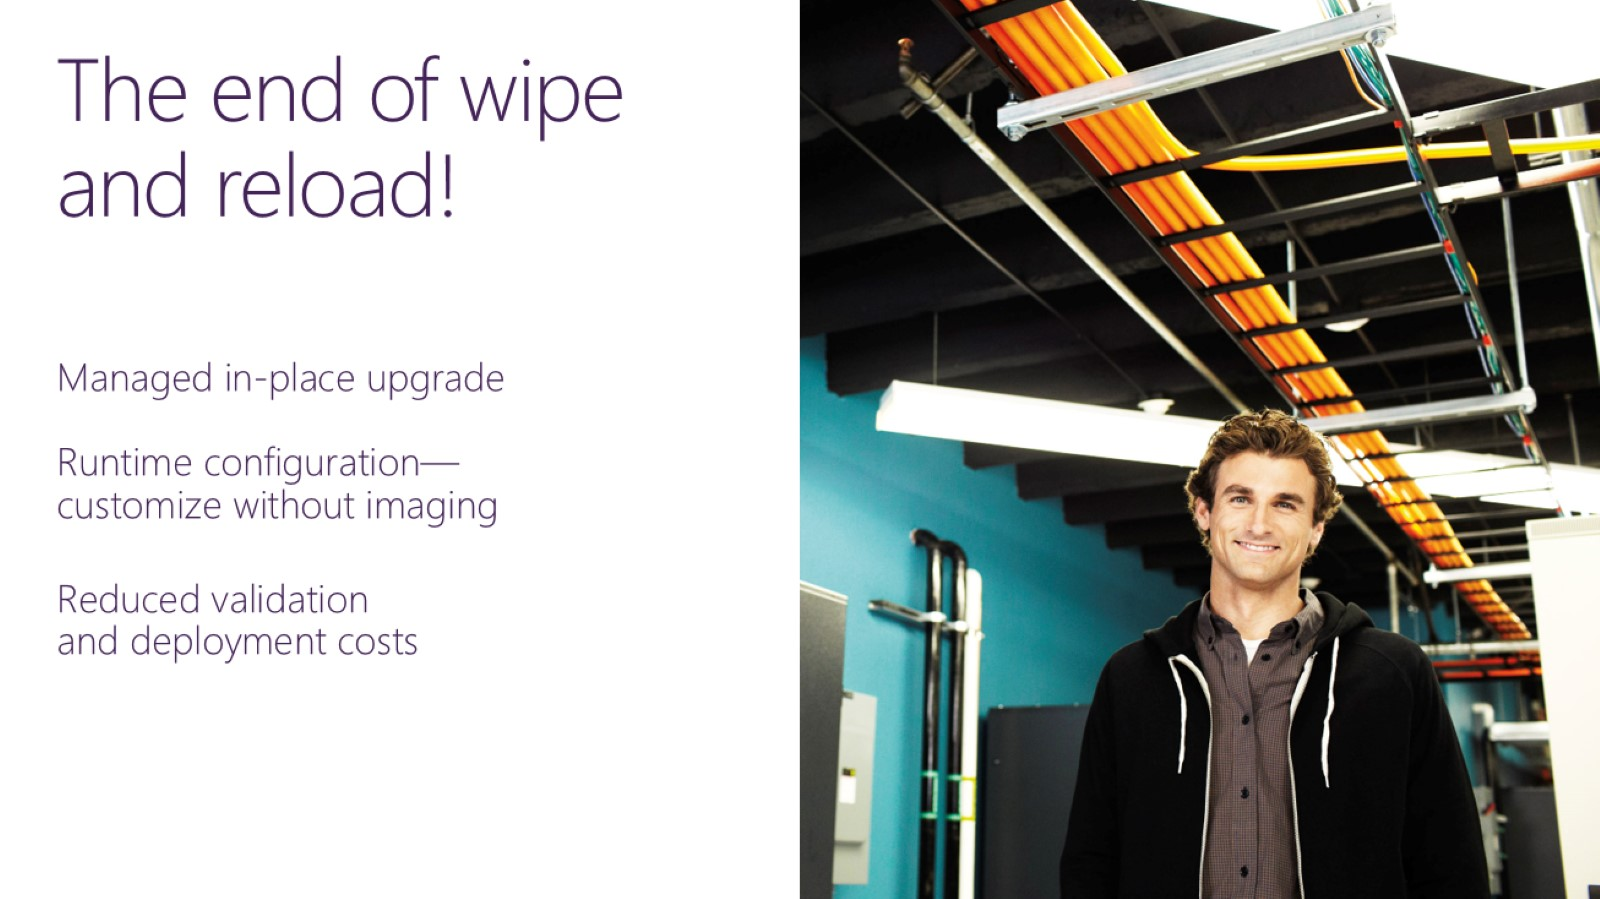 The end of wipe
and reload!
Managed in-place upgrade
Runtime configuration—
customize without imaging
Reduced validation
and deployment costs